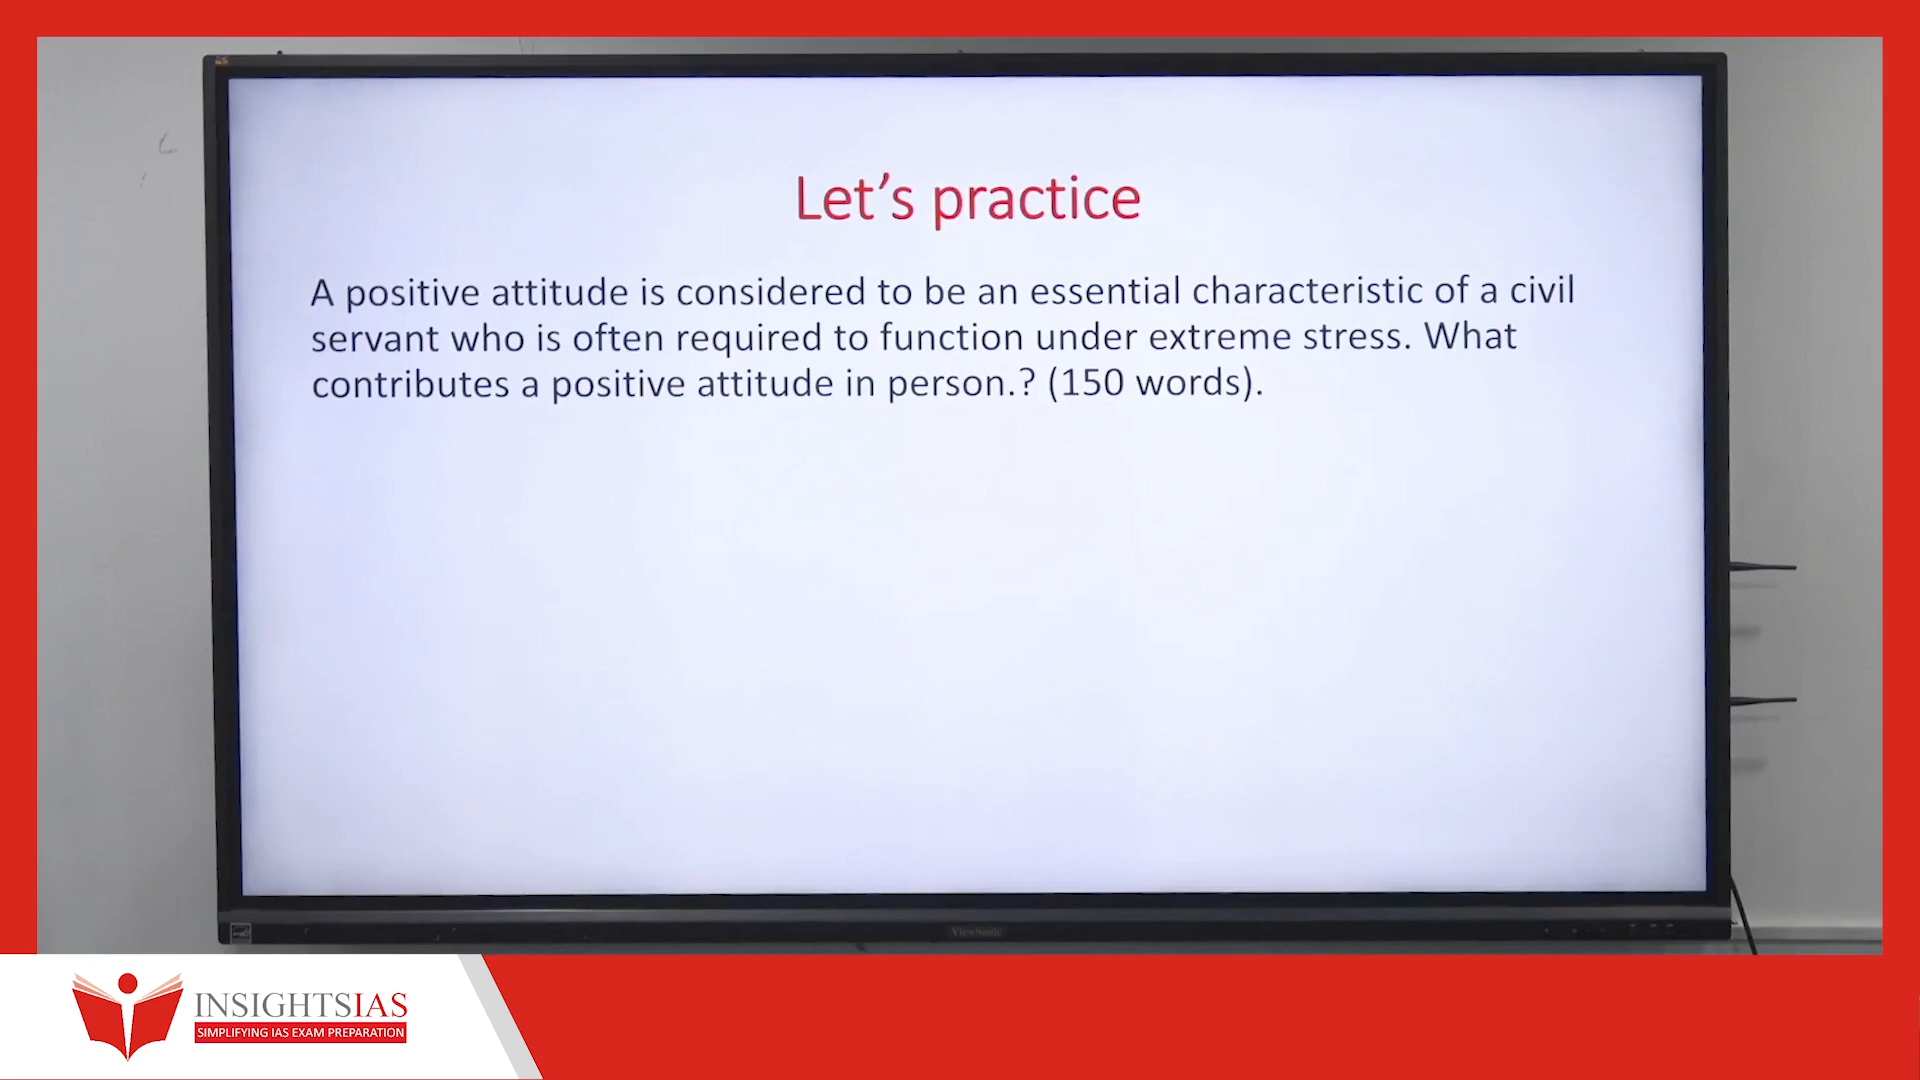 Let’s practice
A positive attitude is considered to be an essential characteristic of a civil
servant who is often required to function under extreme stress. What
contributes a positive attitude in person.? (150 words).
ViewSonic
INSIGHTSIAS
SIMPLIFYING IAS EXAM PREPARATION